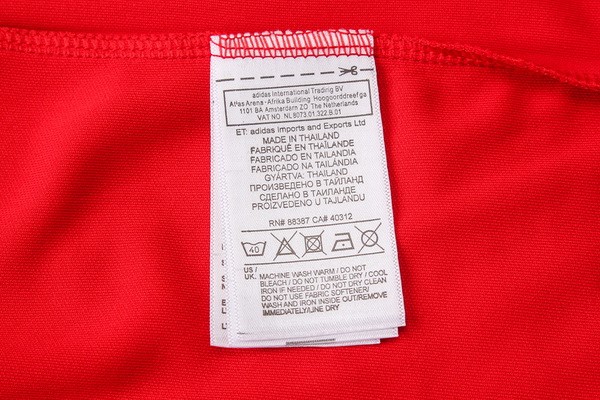 adidas International Trading BV
Atlas Arena - Afrika Building Hoogoorddreefga
1101 BA Amsterdam ZO The Netherlands
VAT NO. NL8073.01.322.B.01
ET: adidas Imports and Exports Ltd
MADE IN THAILAND
FABRIQUÉ EN THAÏLANDE
FABRICADO EN TAILANDIA
FABRICADO NA TAILÂNDIA
GYÁRTVA: THAILAND
ПРОИЗВЕДЕНО В ТАЙЛАНД
СДЕЛАНО В ТАИЛАНДЕ
PROIZVEDENO U TAJLANDU
RN# 88387 CA# 40312
40
US /
UK. MACHINE WASH WARM / DO NOT
BLEACH / DO NOT TUMBLE DRY / COOL
IRON IF NEEDED / DO NOT DRY CLEAN
DO NOT USE FABRIC SOFTENER/
WASH AND IRON INSIDE OUT/REMOVE
IMMEDIATELY/LINE DRY